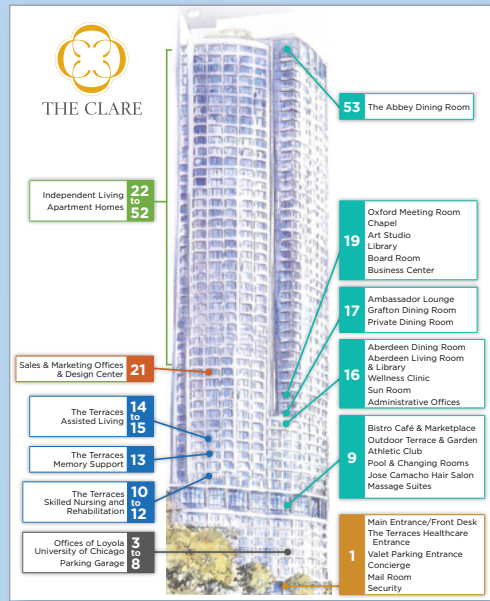 THE CLARE
53 The Abbey Dining Room
Independent Living
Apartment Homes
22
to
52
19
Oxford Meeting Room
Chapel
Art Studio
Library
Board Room
Business Center
17
Ambassador Lounge
Grafton Dining Room
Private Dining Room
Sales & Marketing Offices
& Design Center
21
16
Aberdeen Dining Room
Aberdeen Living Room
& Library
Wellness Clinic
Sun Room
Administrative Offices
The Terraces
Assisted Living
14
to
15
The Terraces
Memory Support
13
9
Bistro Café & Marketplace
Outdoor Terrace & Garden
Athletic Club
Pool & Changing Rooms
Jose Camacho Hair Salon
Massage Suites
The Terraces
Skilled Nursing and
Rehabilitation
10
to
12
Offices of Loyola
University of Chicago
Parking Garage
3
to
8
1
Main Entrance/Front Desk
The Terraces Healthcare
Entrance
Valet Parking Entrance
Concierge
Mail Room
Security